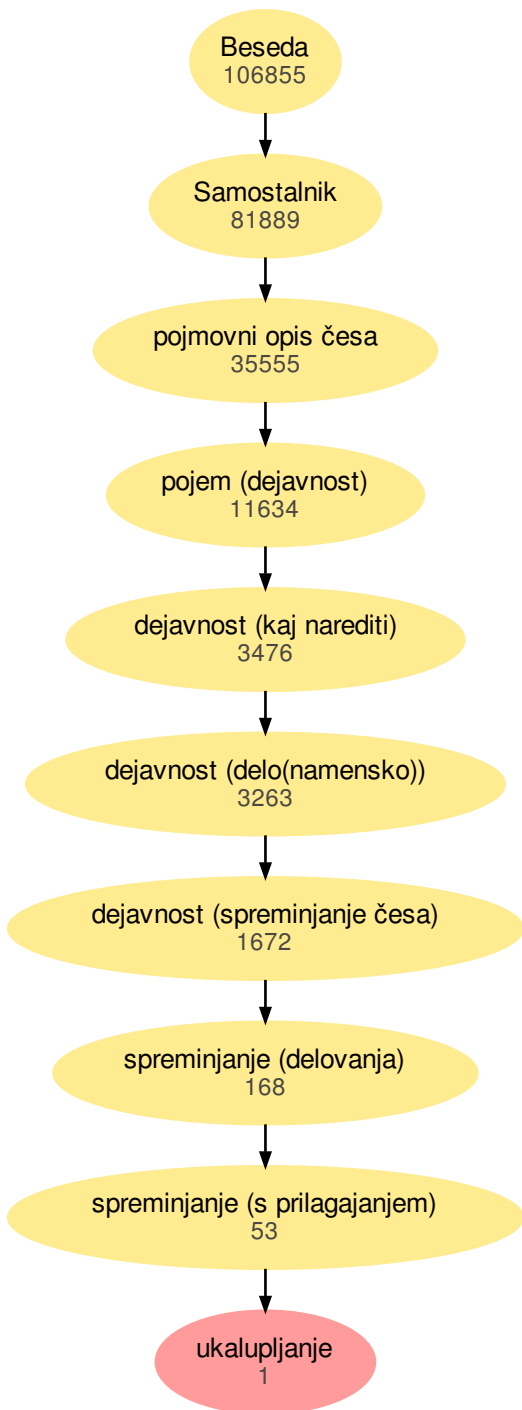 Beseda
106855
Samostalnik
81889
pojmovni opis česa
35555
pojem (dejavnost)
11634
dejavnost (kaj narediti)
3476
dejavnost (delo(namensko))
3263
dejavnost (spreminjanje česa)
1672
spreminjanje (delovanja)
168
spreminjanje (s prilagajanjem)
53
ukalupljanje
1